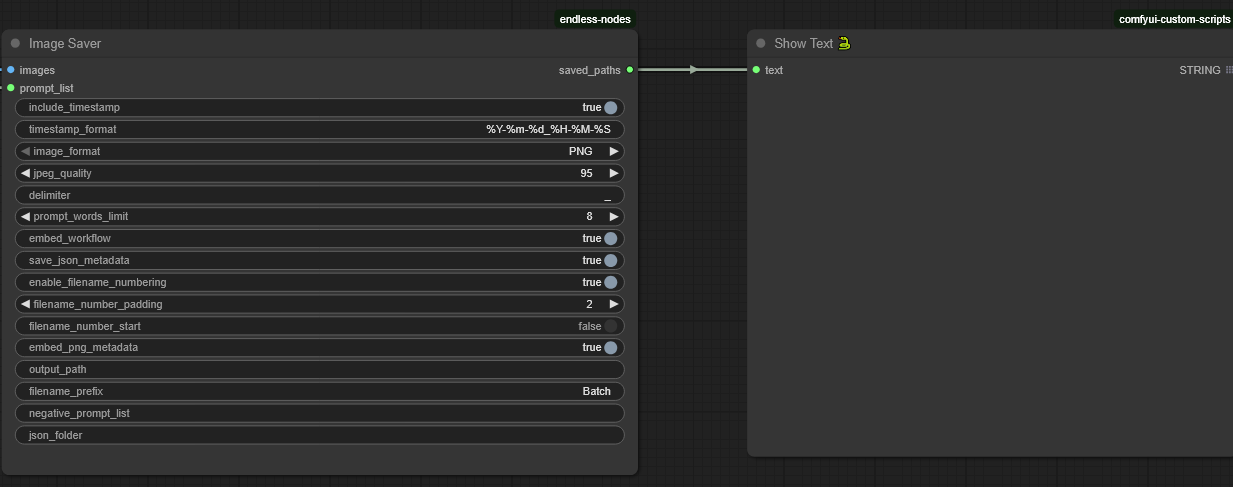 endless-nodes
comfyui-custom-scripts
Image Saver
Show Text
images
saved_paths
text
STRING
prompt_list
include_timestamp true
timestamp_format %Y-%m-%d_%H-%M-%S
image_format PNG
jpeg_quality 95
delimiter _
prompt_words_limit 8
embed_workflow true
save_json_metadata true
enable_filename_numbering true
filename_number_padding 2
filename_number_start false
embed_png_metadata true
output_path
filename_prefix Batch
negative_prompt_list
json_folder